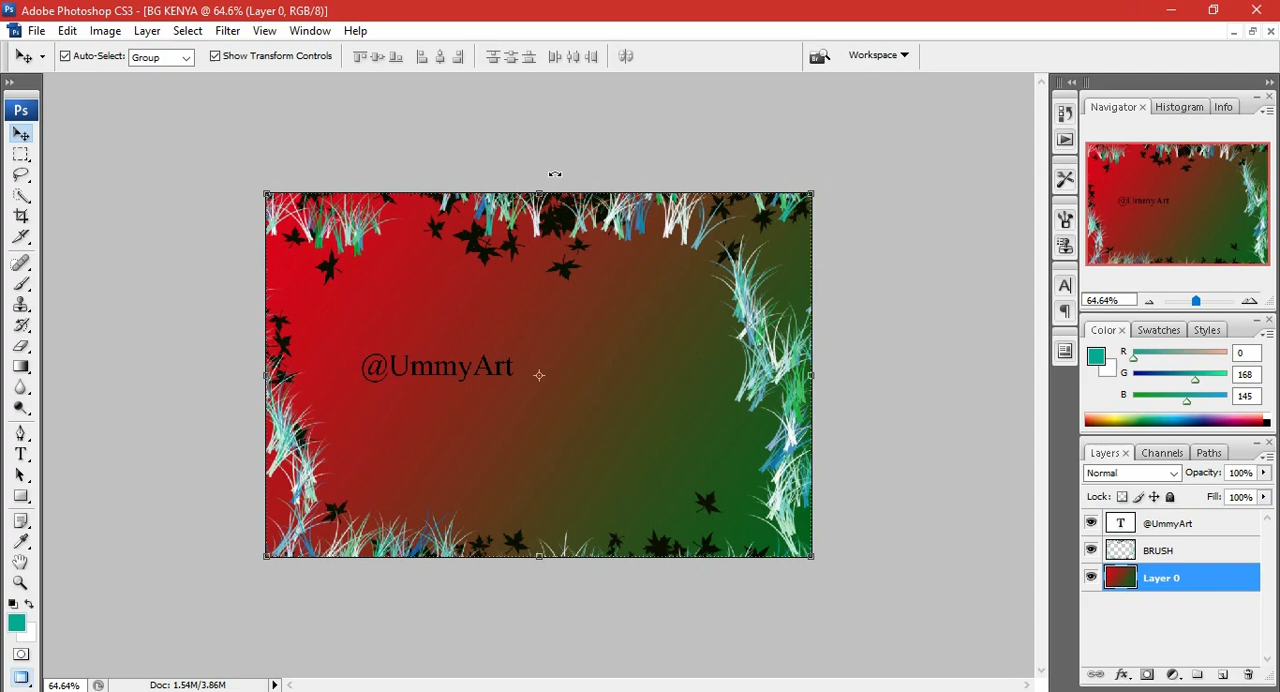 Ps Adobe Photoshop CS3 - [BG KENYA @ 64.6% (Layer 0, RGB/8)]
File Edit Image Layer Select Filter View Window Help
Auto-Select: Group Show Transform Controls Workspace
Ps
Navigator Histogram Info
@UmmyArt
@UmmyArt
64.64%
Color Swatches Styles
R 0
G 168
B 145
Layers Channels Paths
Normal Opacity: 100%
Lock: Fill: 100%
T @UmmyArt
BRUSH
Layer 0
64.64% Doc: 1.54M/3.86M